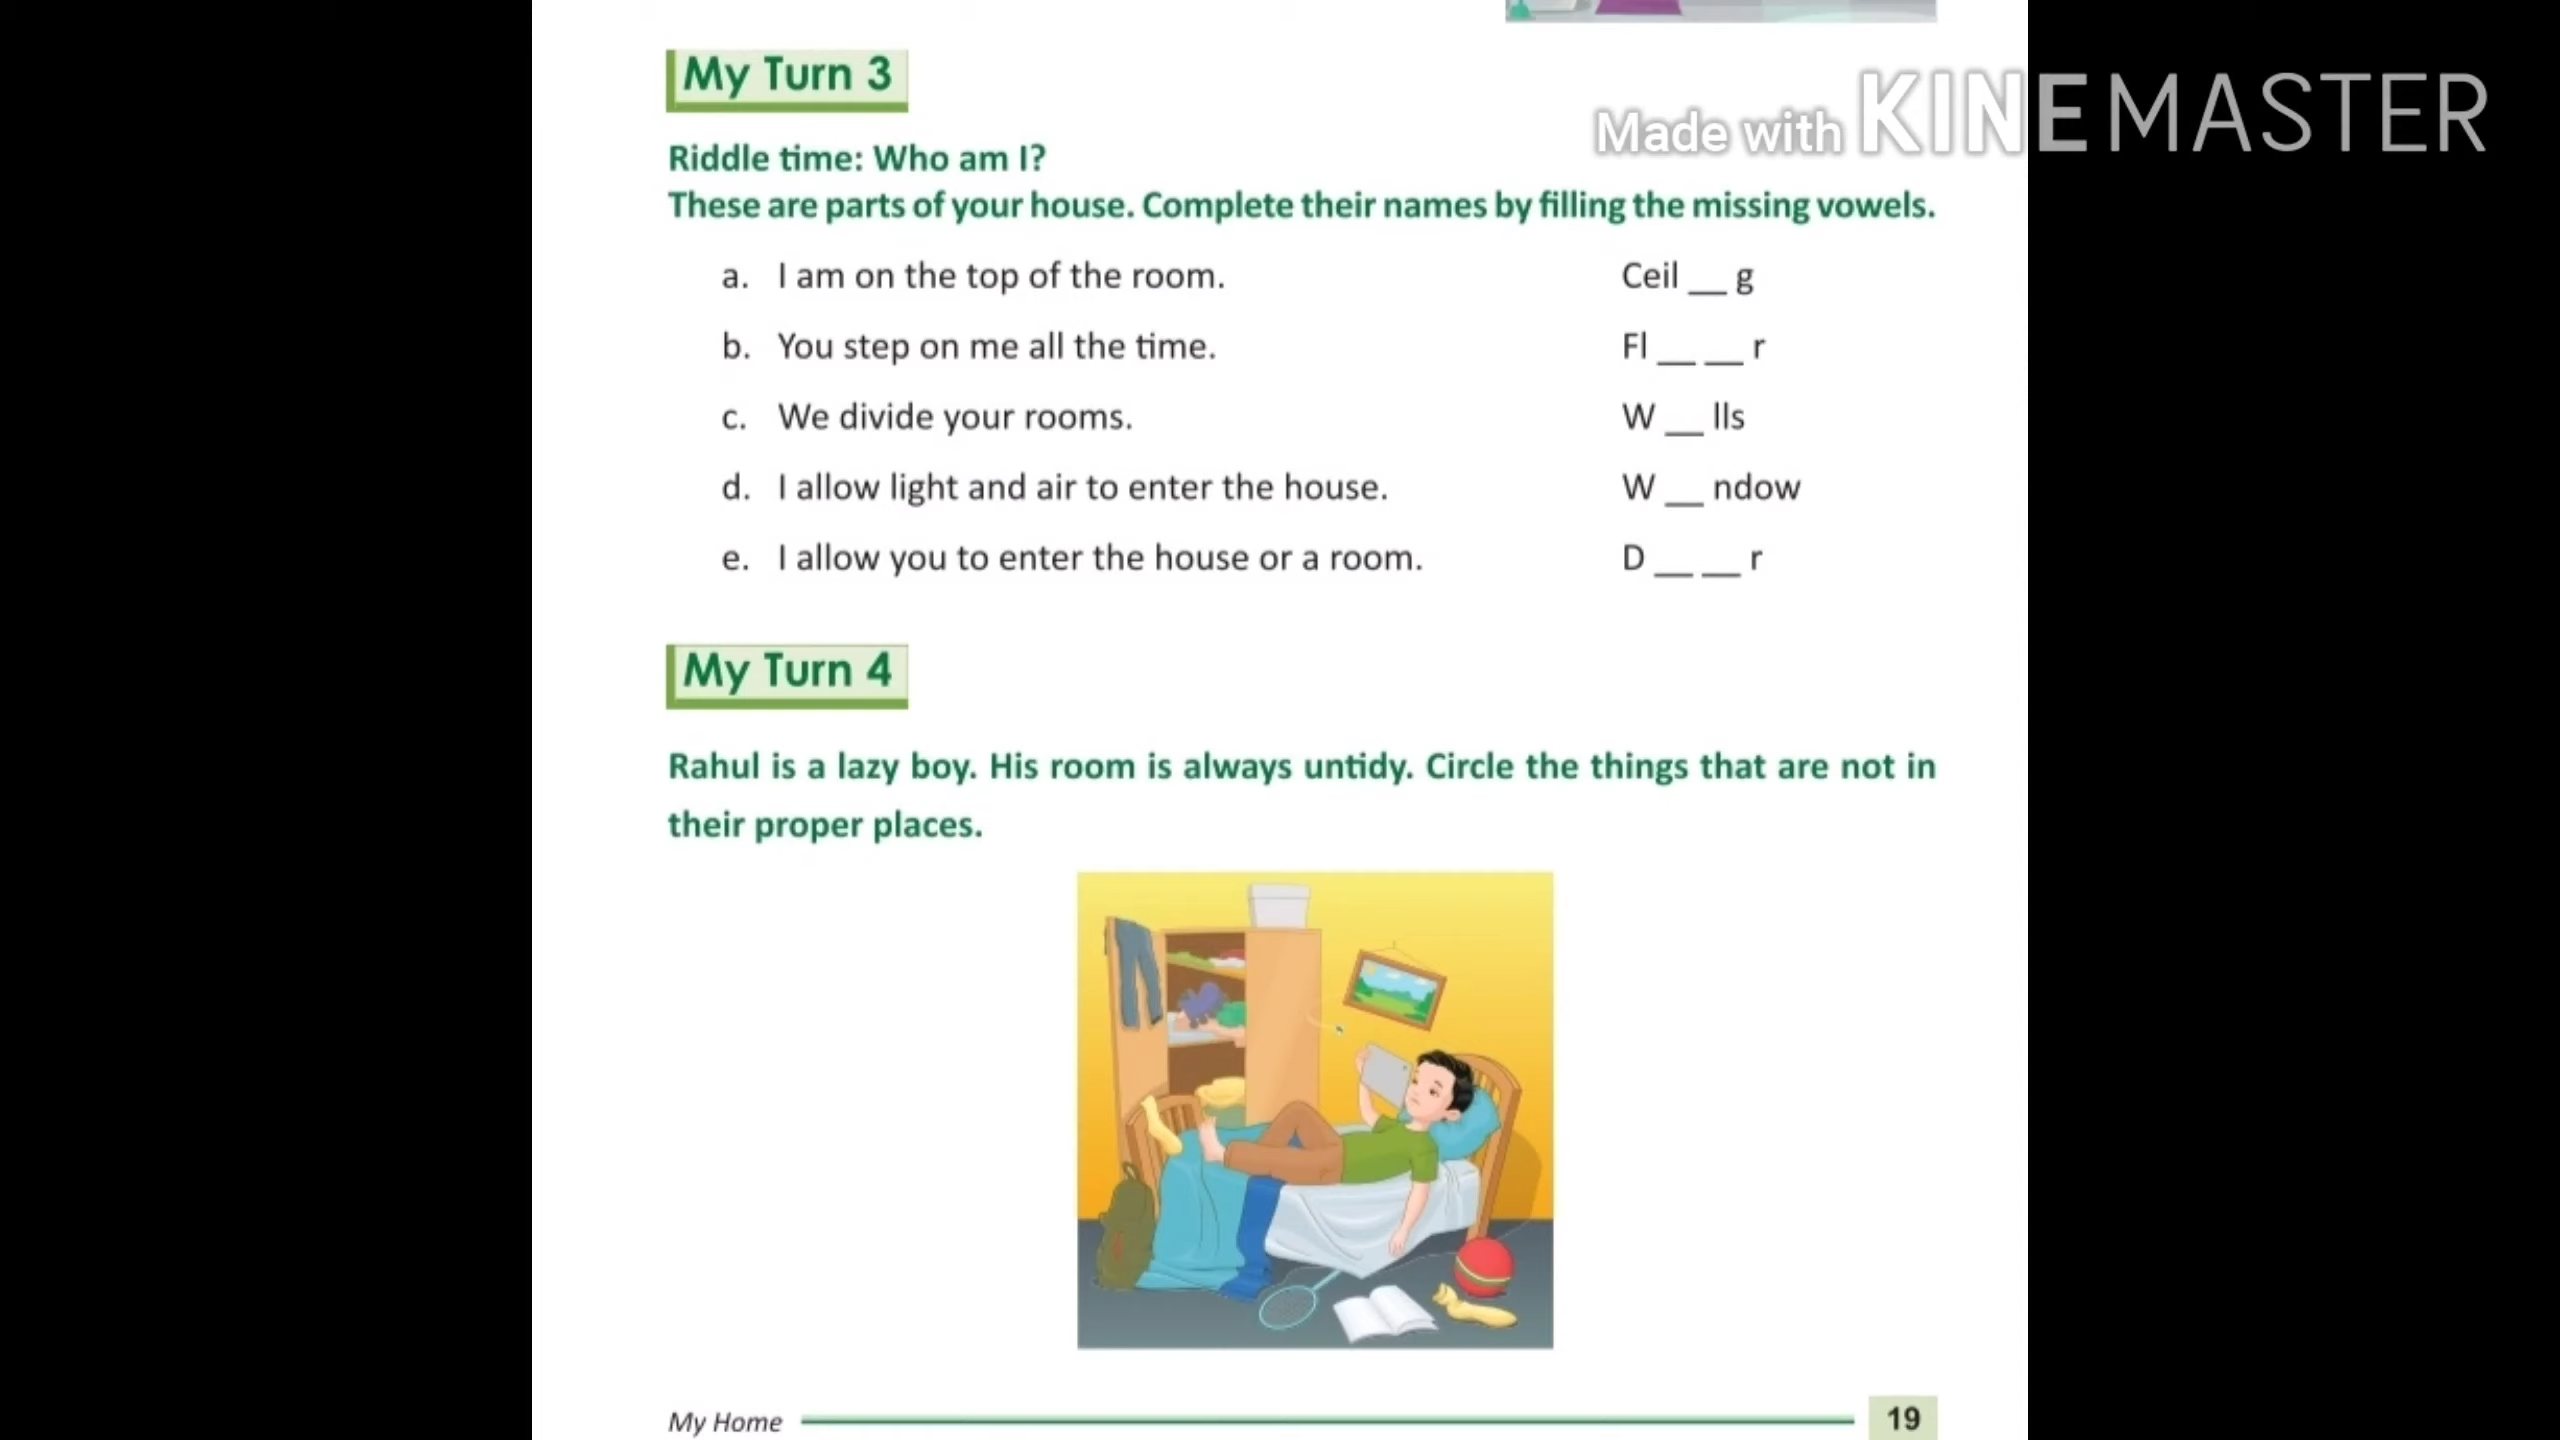 Made with KINEMASTER
My Turn 3
Riddle time: Who am I?
These are parts of your house. Complete their names by filling the missing vowels.
a. I am on the top of the room. Ceil __ g
b. You step on me all the time. Fl __ __ r
c. We divide your rooms. W __ lls
d. I allow light and air to enter the house. W __ ndow
e. I allow you to enter the house or a room. D __ __ r
My Turn 4
Rahul is a lazy boy. His room is always untidy. Circle the things that are not in
their proper places.
My Home 19